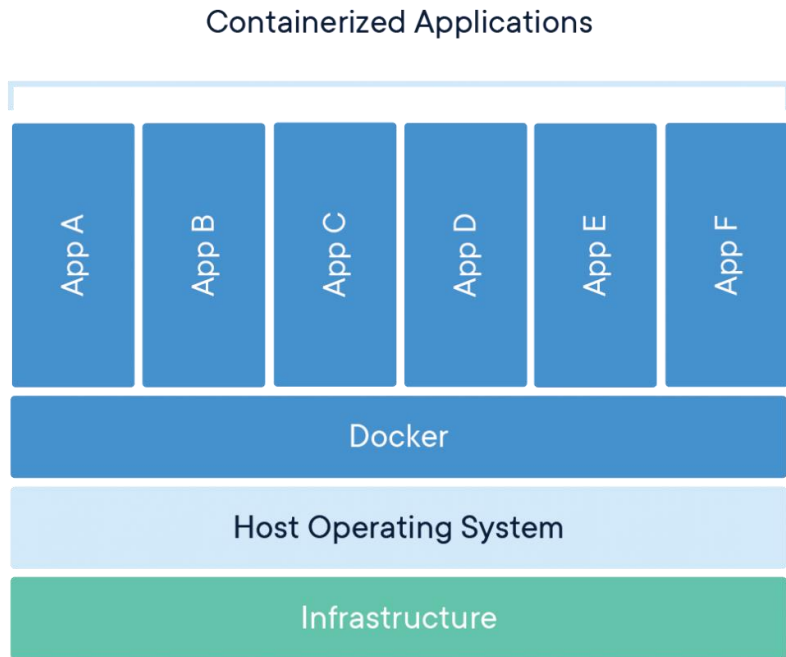 Containerized Applications
App A
App B
App C
App D
App E
App F
Docker
Host Operating System
Infrastructure